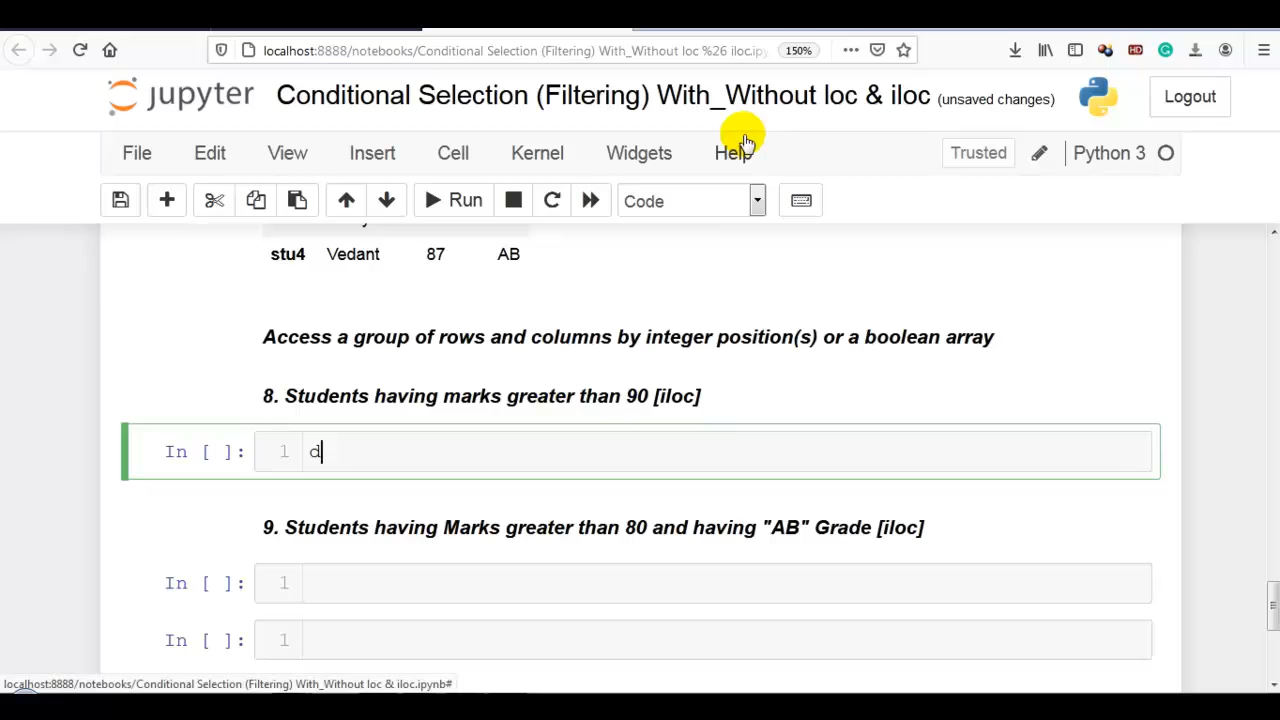 localhost:8888/notebooks/Conditional Selection (Filtering) With_Without loc %26 iloc.ipy 150% HD
jupyter Conditional Selection (Filtering) With_Without loc & iloc (unsaved changes) Logout
File Edit View Insert Cell Kernel Widgets Help Trusted Python 3
Run Code
stu4 Vedant 87 AB
Access a group of rows and columns by integer position(s) or a boolean array
8. Students having marks greater than 90 [iloc]
In [ ]: 1 d
9. Students having Marks greater than 80 and having "AB" Grade [iloc]
In [ ]: 1
In [ ]: 1
localhost:8888/notebooks/Conditional Selection (Filtering) With_Without loc & iloc.ipynb#